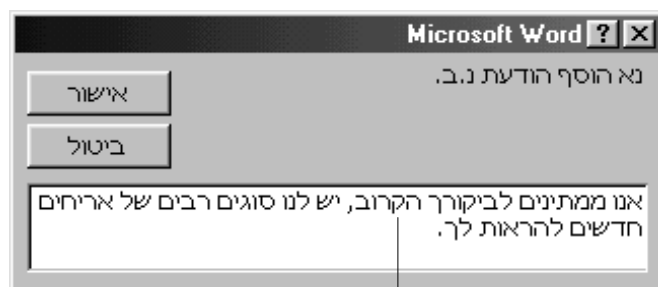 Microsoft Word
נא הוסף הודעת נ.ב.
אישור
ביטול
אנו ממתינים לביקורך הקרוב, יש לנו סוגים רבים של אריחים
חדשים להראות לך.